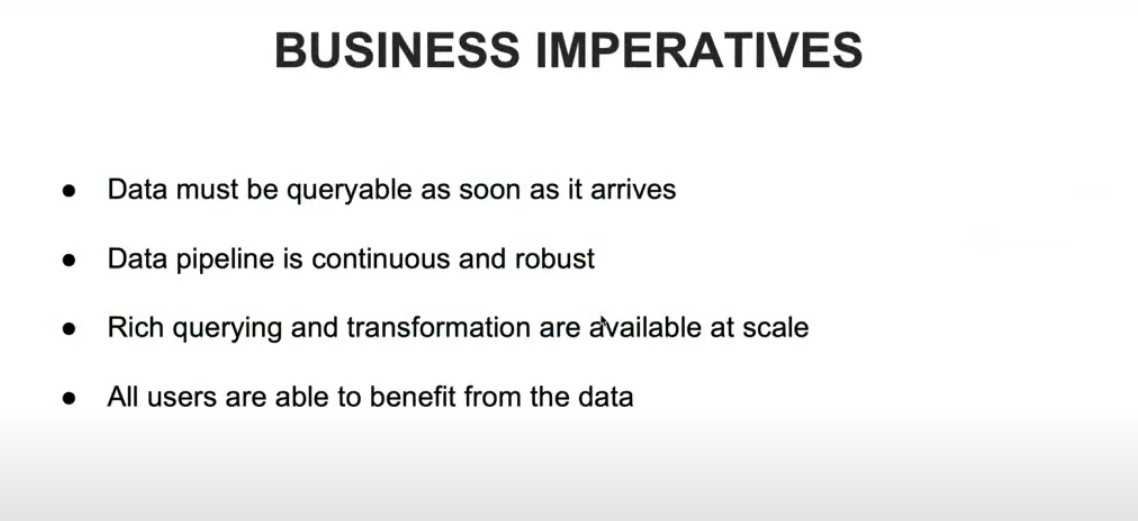 BUSINESS IMPERATIVES
● Data must be queryable as soon as it arrives
● Data pipeline is continuous and robust
● Rich querying and transformation are available at scale
● All users are able to benefit from the data